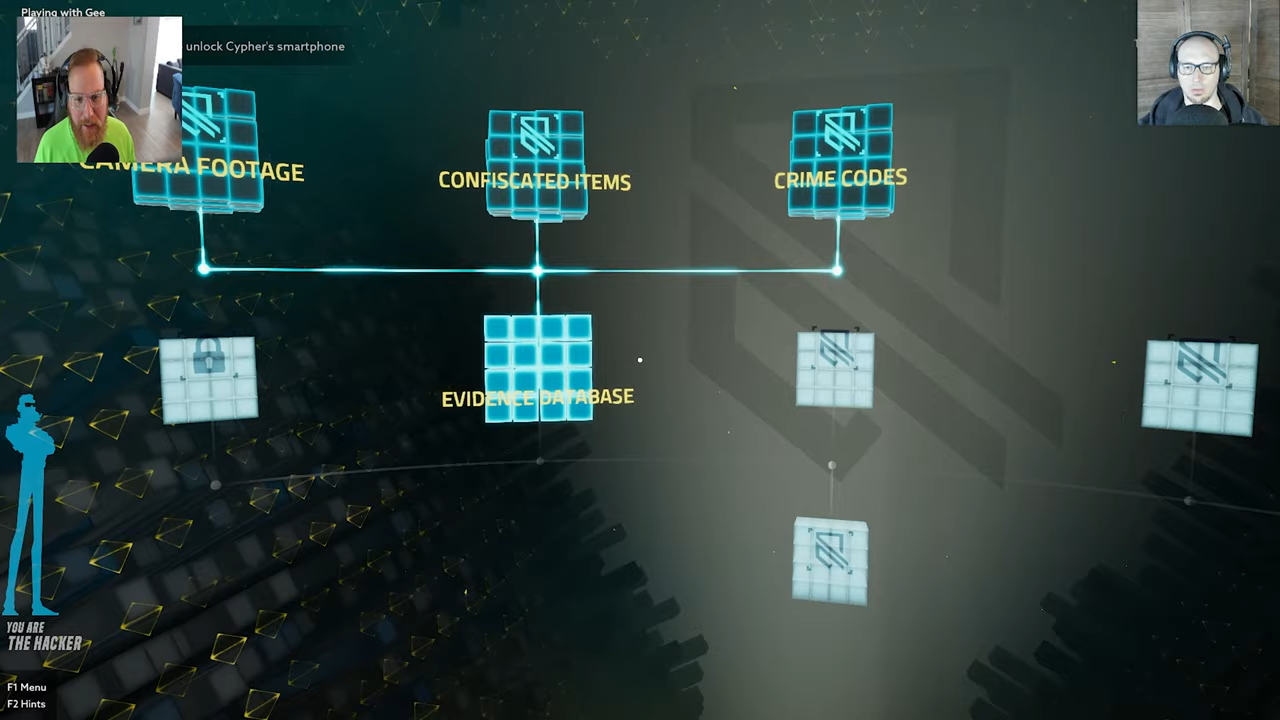 Playing with Gee
unlock Cypher's smartphone
CAMERA FOOTAGE
CONFISCATED ITEMS
CRIME CODES
EVIDENCE DATABASE
YOU ARE
THE HACKER
F1 Menu
F2 Hints